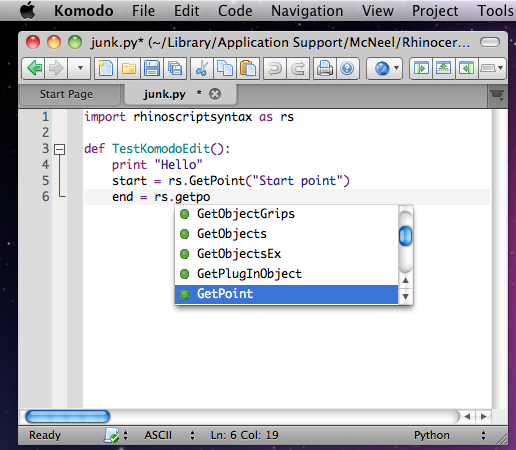 Komodo File Edit Code Navigation View Project Tools
junk.py* (~/Library/Application Support/McNeel/Rhinocer...
Start Page junk.py *
1 import rhinoscriptsyntax as rs
2
3 def TestKomodoEdit():
4 print "Hello"
5 start = rs.GetPoint("Start point")
6 end = rs.getpo
GetObjectGrips
GetObjects
GetObjectsEx
GetPlugInObject
GetPoint
Ready ASCII Ln: 6 Col: 19 Python